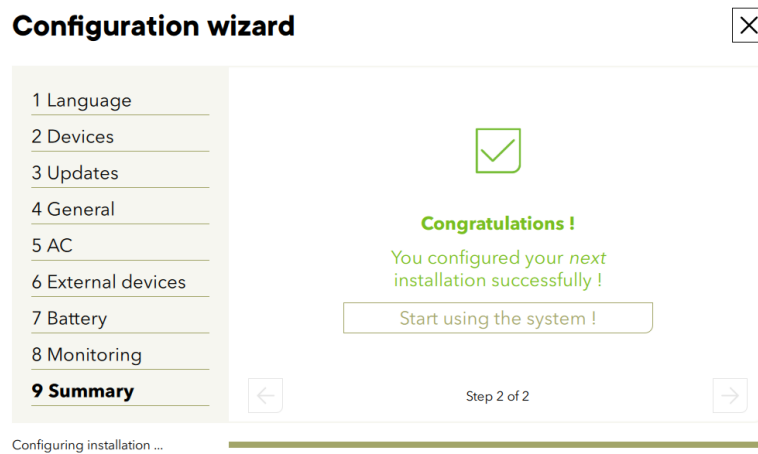 Configuration wizard
1 Language
2 Devices
3 Updates
4 General
5 AC
6 External devices
7 Battery
8 Monitoring
9 Summary
Congratulations !
You configured your next
installation successfully !
Start using the system !
Step 2 of 2
Configuring installation ...